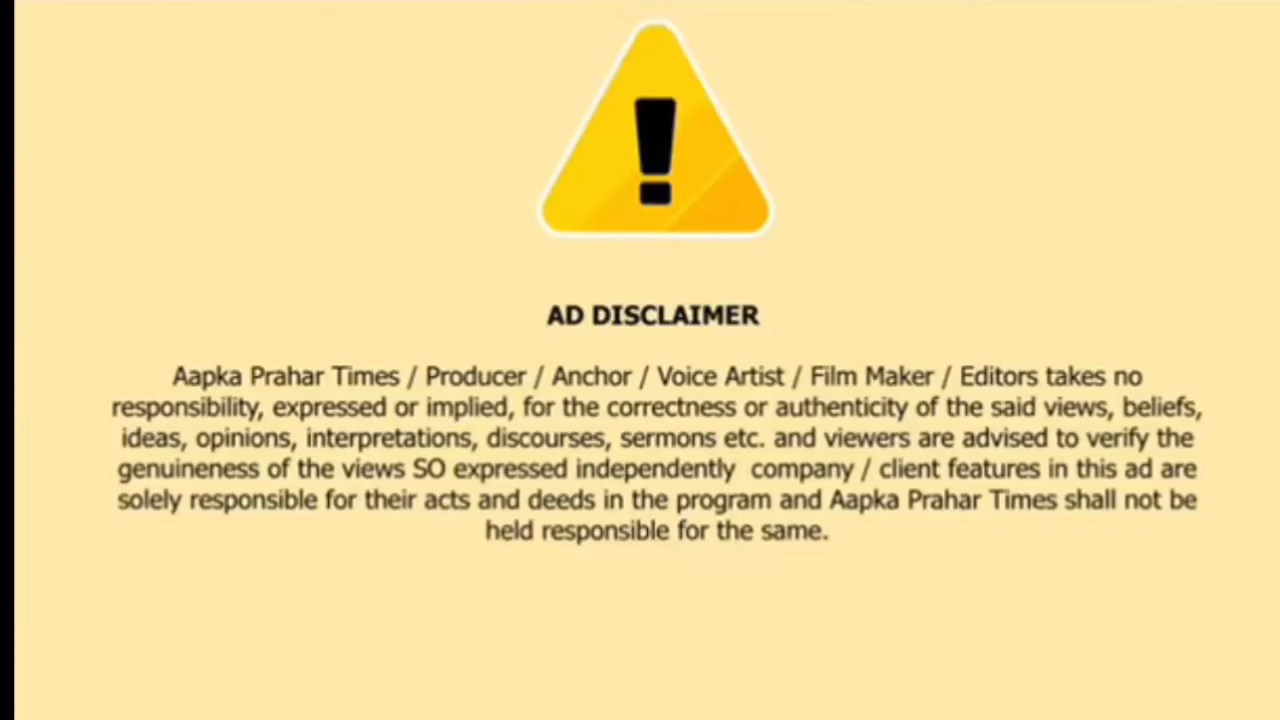 AD DISCLAIMER
Aapka Prahar Times / Producer / Anchor / Voice Artist / Film Maker / Editors takes no
responsibility, expressed or implied, for the correctness or authenticity of the said views, beliefs,
ideas, opinions, interpretations, discourses, sermons etc. and viewers are advised to verify the
genuineness of the views SO expressed independently company / client features in this ad are
solely responsible for their acts and deeds in the program and Aapka Prahar Times shall not be
held responsible for the same.